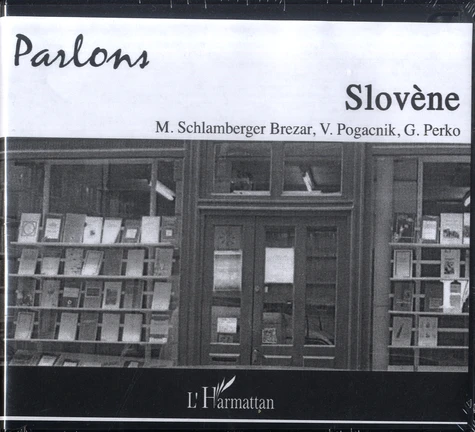 Parlons
Slovène
M. Schlamberger Brezar, V. Pogacnik, G. Perko
L'Harmattan